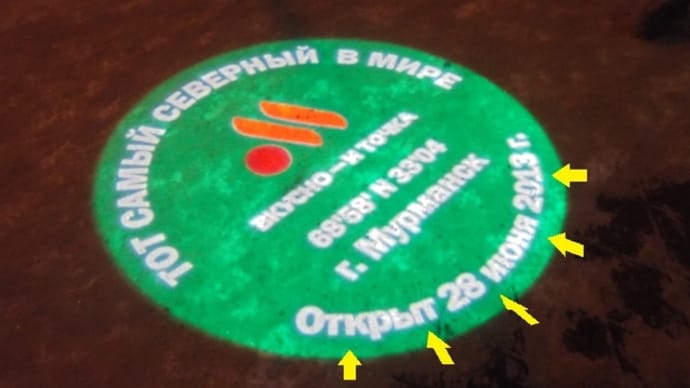 ТОТ САМЫЙ СЕВЕРНЫЙ В МИРЕ
ВКУСНО—И ТОЧКА
68°58' N 33°04
г. Мурманск
Открыт 28 июня 2013 г.